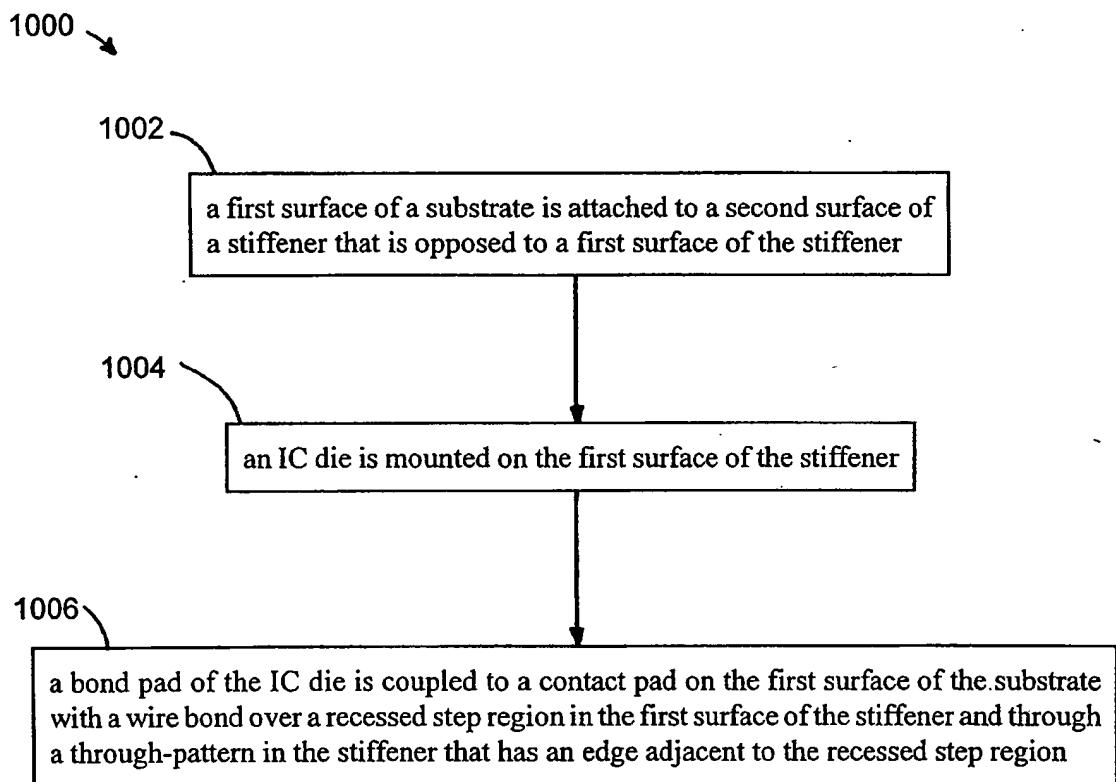 1000
1002
a first surface of a substrate is attached to a second surface of
a stiffener that is opposed to a first surface of the stiffener
1004
an IC die is mounted on the first surface of the stiffener
1006
a bond pad of the IC die is coupled to a contact pad on the first surface of the substrate
with a wire bond over a recessed step region in the first surface of the stiffener and through
a through-pattern in the stiffener that has an edge adjacent to the recessed step region